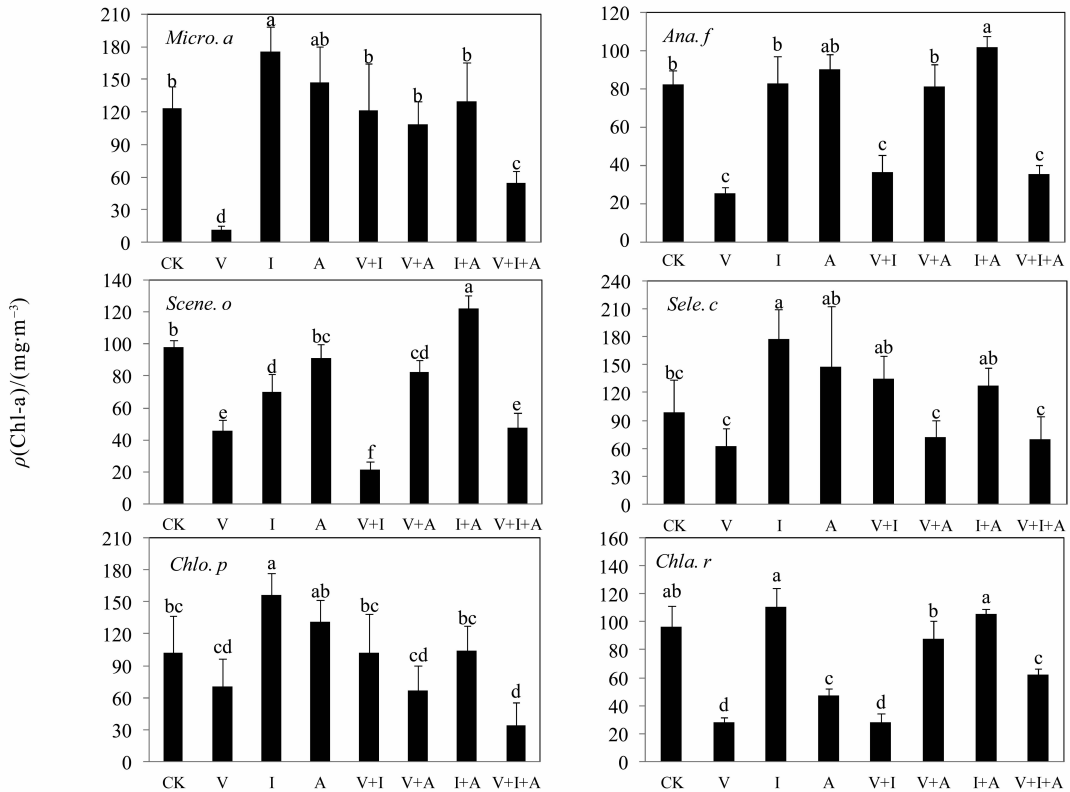 ρ(Chl-a)/(mg·m⁻³)
Micro. a
210
180
150
120
90
60
30
0
b d a ab b b b c
CK V I A V+I V+A I+A V+I+A
Ana. f
120
100
80
60
40
20
0
b c b ab c b a c
CK V I A V+I V+A I+A V+I+A
Scene. o
140
120
100
80
60
40
20
0
b e d bc f cd a e
CK V I A V+I V+A I+A V+I+A
Sele. c
240
210
180
150
120
90
60
30
0
bc c a ab ab c ab c
CK V I A V+I V+A I+A V+I+A
Chlo. p
210
180
150
120
90
60
30
0
bc cd a ab bc cd bc d
CK V I A V+I V+A I+A V+I+A
Chla. r
160
140
120
100
80
60
40
20
0
ab d a c d b a c
CK V I A V+I V+A I+A V+I+A